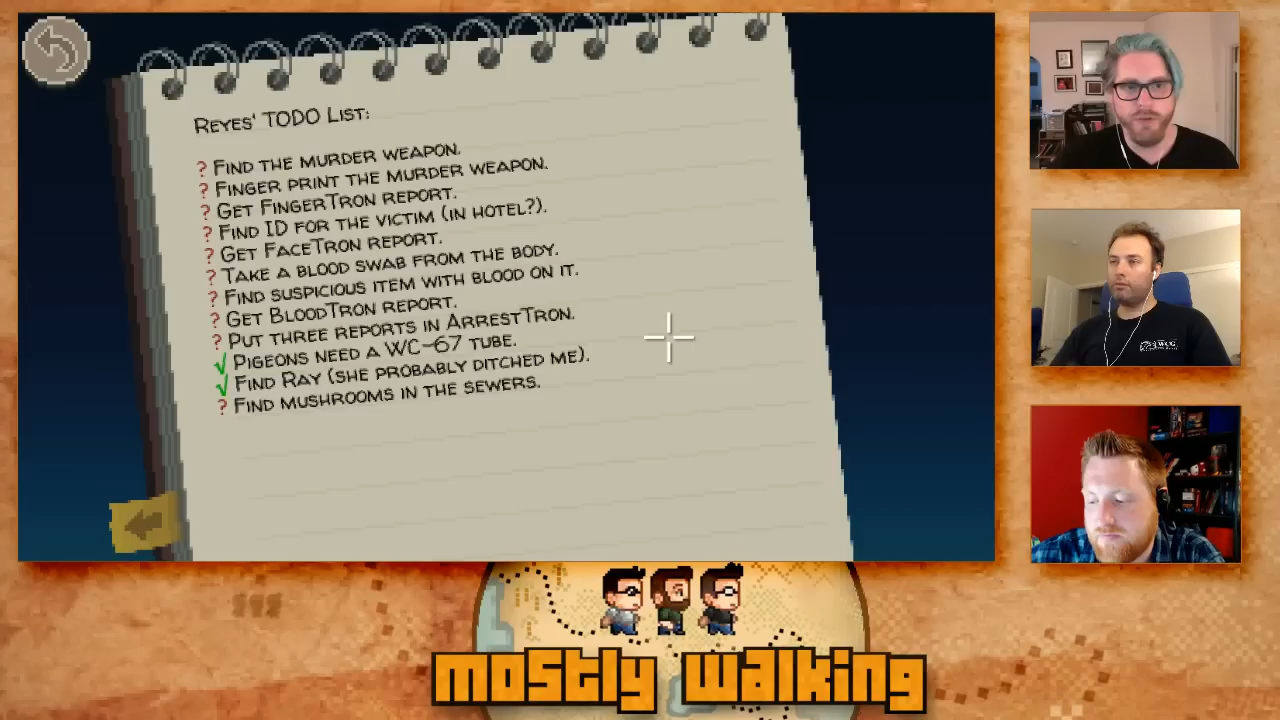 Reyes' TODO List:
? Find the murder weapon.
? Finger print the murder weapon.
? Get FingerTron report.
? Find ID for the victim (in hotel?).
? Get FaceTron report.
? Take a blood swab from the body.
? Find suspicious item with blood on it.
? Get BloodTron report.
? Put three reports in ArrestTron.
√ Pigeons need a WC-67 tube.
√ Find Ray (she probably ditched me).
? Find mushrooms in the sewers.
mostly walking